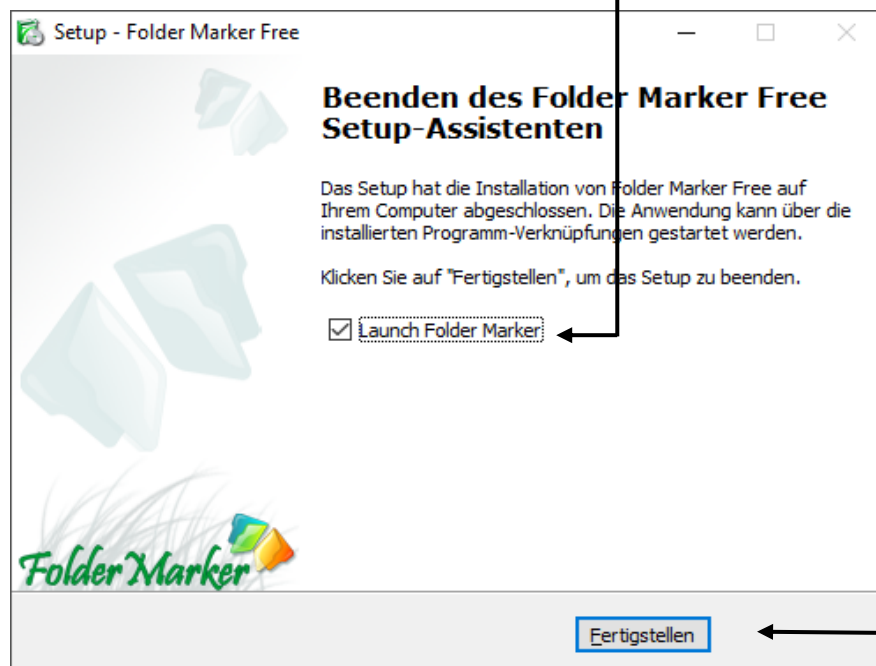 Setup - Folder Marker Free
Beenden des Folder Marker Free
Setup-Assistenten
Das Setup hat die Installation von Folder Marker Free auf
Ihrem Computer abgeschlossen. Die Anwendung kann über die
installierten Programm-Verknüpfungen gestartet werden.
Klicken Sie auf "Fertigstellen", um das Setup zu beenden.
Launch Folder Marker
Folder Marker
Fertigstellen